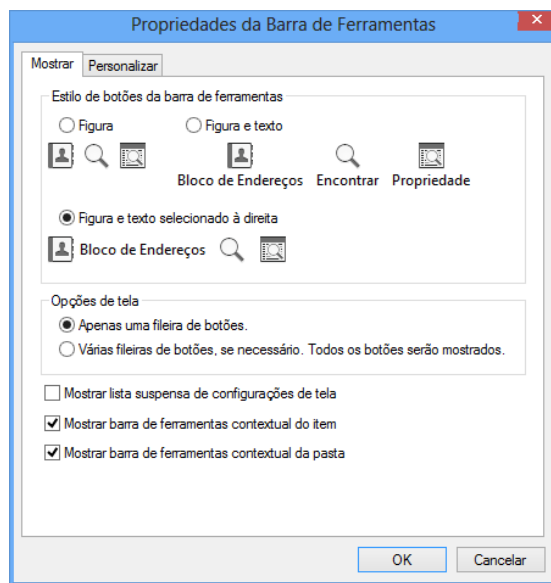 Propriedades da Barra de Ferramentas
Mostrar Personalizar
Estilo de botões da barra de ferramentas
Figura Figura e texto
Bloco de Endereços Encontrar Propriedade
Figura e texto selecionado à direita
Bloco de Endereços
Opções de tela
Apenas uma fileira de botões.
Várias fileiras de botões, se necessário. Todos os botões serão mostrados.
Mostrar lista suspensa de configurações de tela
Mostrar barra de ferramentas contextual do item
Mostrar barra de ferramentas contextual da pasta
OK Cancelar